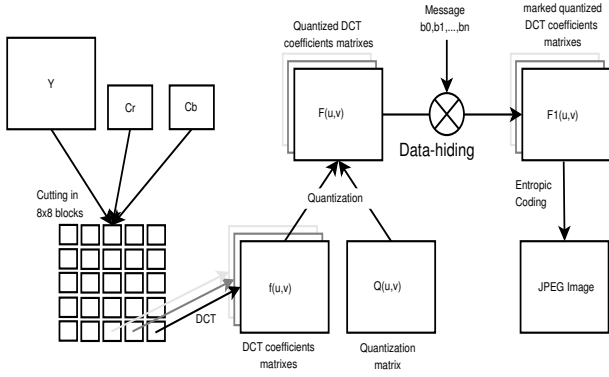 Y
Cr
Cb
Cutting in
8x8 blocks
DCT
f(u,v)
DCT coefficients
matrixes
Q(u,v)
Quantization
matrix
Quantization
Quantized DCT
coefficients matrixes
F(u,v)
Message
b0,b1,...,bn
Data-hiding
marked quantized
DCT coefficients
matrixes
F1(u,v)
Entropic
Coding
JPEG Image